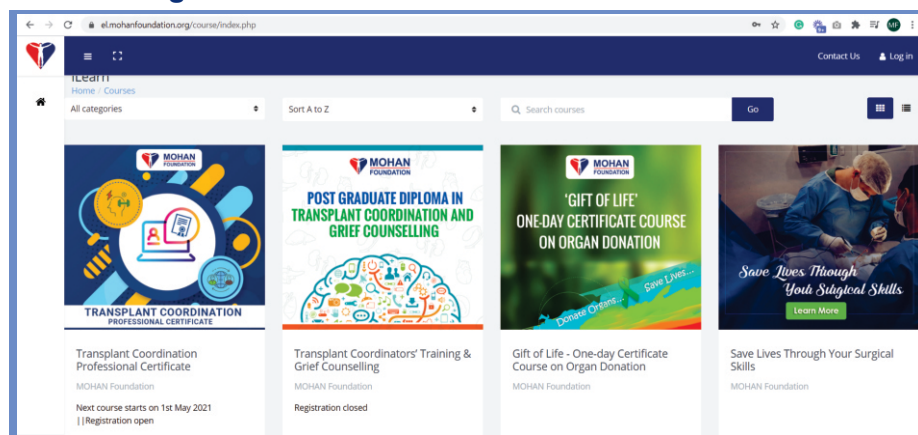 el.mohanfoundation.org/course/index.php
MF
Contact Us
Log in
iLearn
Home / Courses
All categories
Sort A to Z
Search courses
Go
MOHAN
FOUNDATION
TRANSPLANT COORDINATION
PROFESSIONAL CERTIFICATE
MOHAN
FOUNDATION
POST GRADUATE DIPLOMA IN
TRANSPLANT COORDINATION AND
GRIEF COUNSELLING
MOHAN
FOUNDATION
'GIFT OF LIFE'
ONE-DAY CERTIFICATE COURSE
ON ORGAN DONATION
Donate Organs... Save Lives...
Save Lives Through
Your Surgical Skills
Learn More
Transplant Coordination
Professional Certificate
MOHAN Foundation
Next course starts on 1st May 2021
||Registration open
Transplant Coordinators' Training &
Grief Counselling
MOHAN Foundation
Registration closed
Gift of Life - One-day Certificate
Course on Organ Donation
MOHAN Foundation
Save Lives Through Your Surgical
Skills
MOHAN Foundation